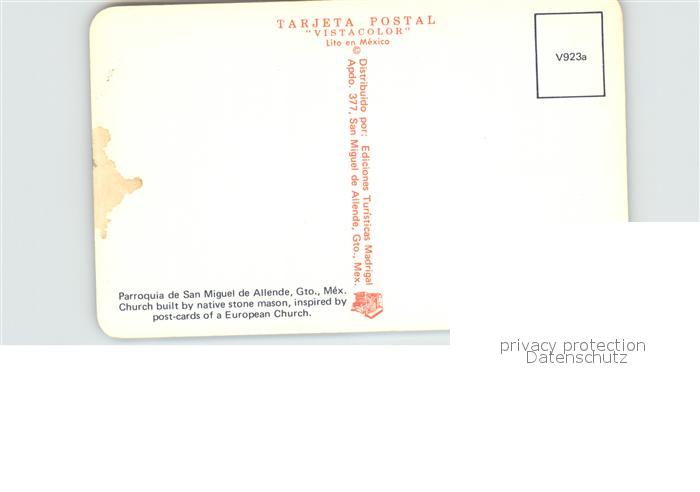 TARJETA POSTAL
"VISTACOLOR"
Lito en México
©
V923a
Distribuido por: Ediciones Turísticas Madrigal
Apdo. 377, San Miguel de Allende, Gto., Mex.
Parroquia de San Miguel de Allende, Gto., Méx.
Church built by native stone mason, inspired by
post-cards of a European Church.
privacy protection
Datenschutz